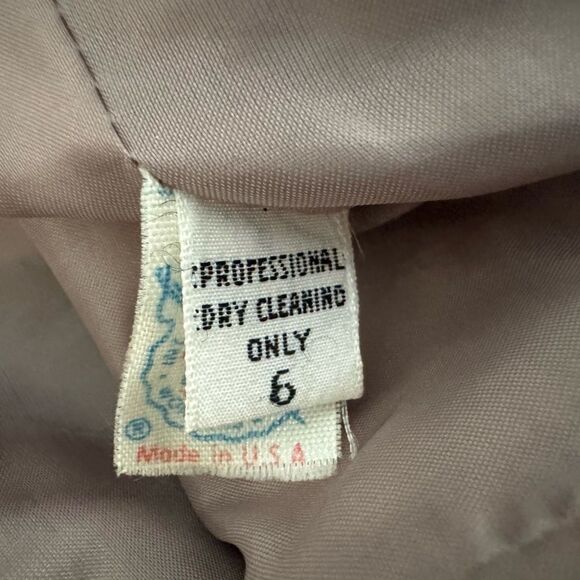 PROFESSIONAL
DRY CLEANING
ONLY
6
®
Made in U.S.A